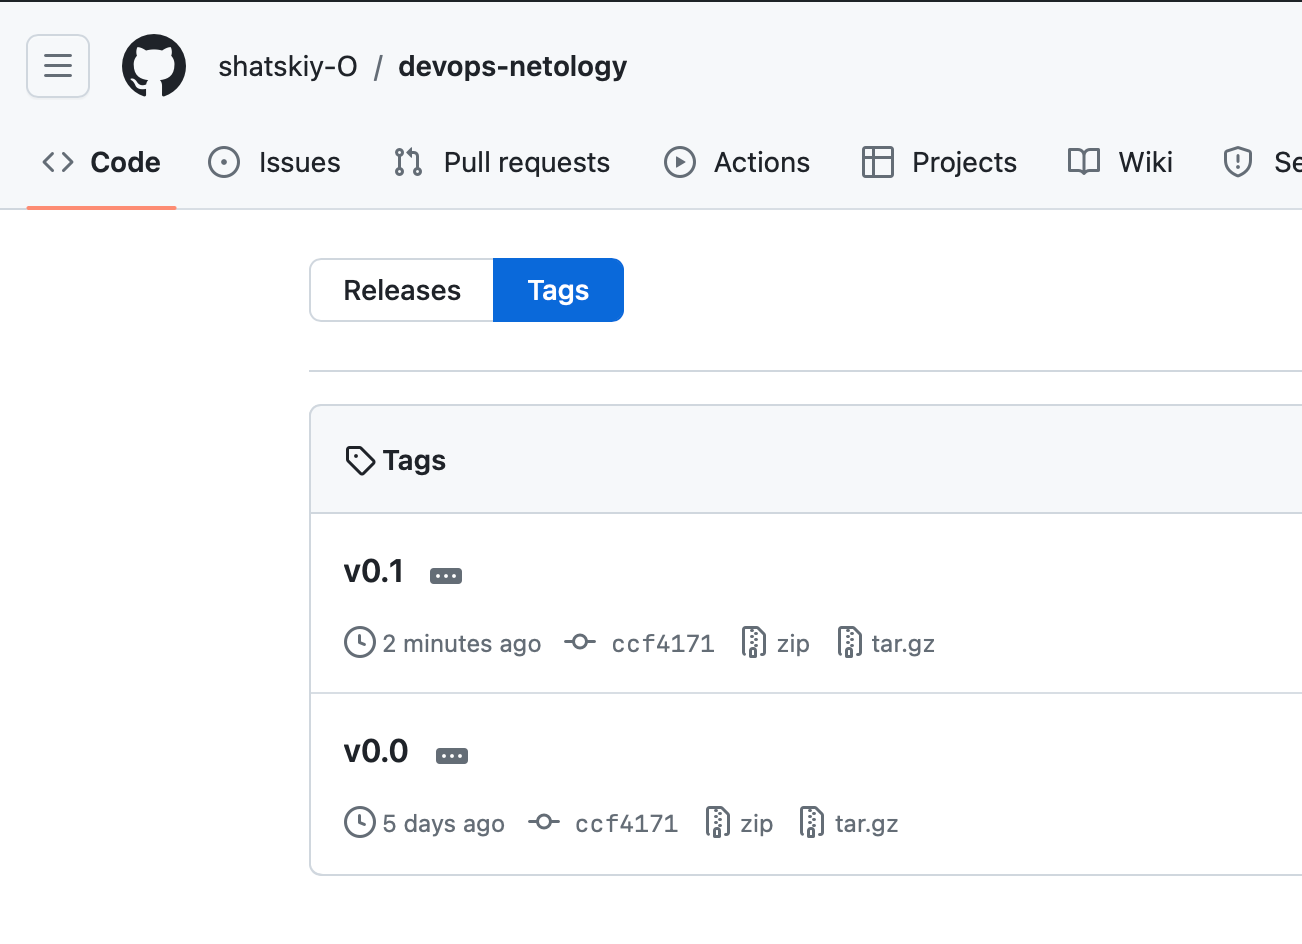 shatskiy-O / devops-netology
Code Issues Pull requests Actions Projects Wiki Se
Releases Tags
Tags
v0.1
2 minutes ago ccf4171 zip tar.gz
v0.0
5 days ago ccf4171 zip tar.gz